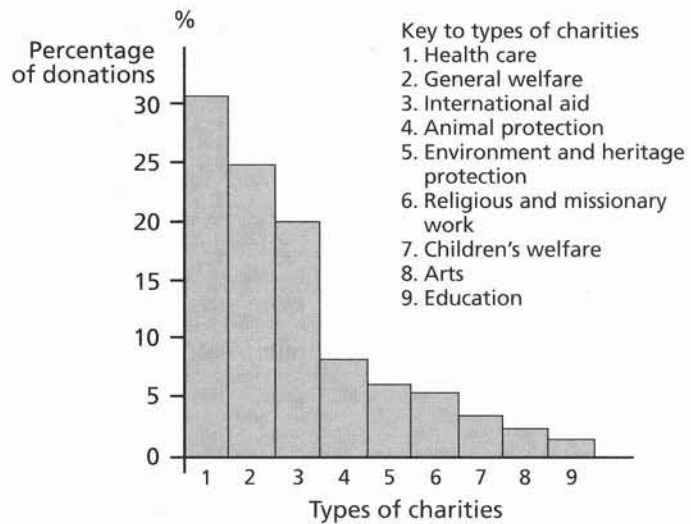 %
Percentage
of donations
30
25
20
15
10
5
0
1 2 3 4 5 6 7 8 9
Types of charities
Key to types of charities
1. Health care
2. General welfare
3. International aid
4. Animal protection
5. Environment and heritage
protection
6. Religious and missionary
work
7. Children's welfare
8. Arts
9. Education